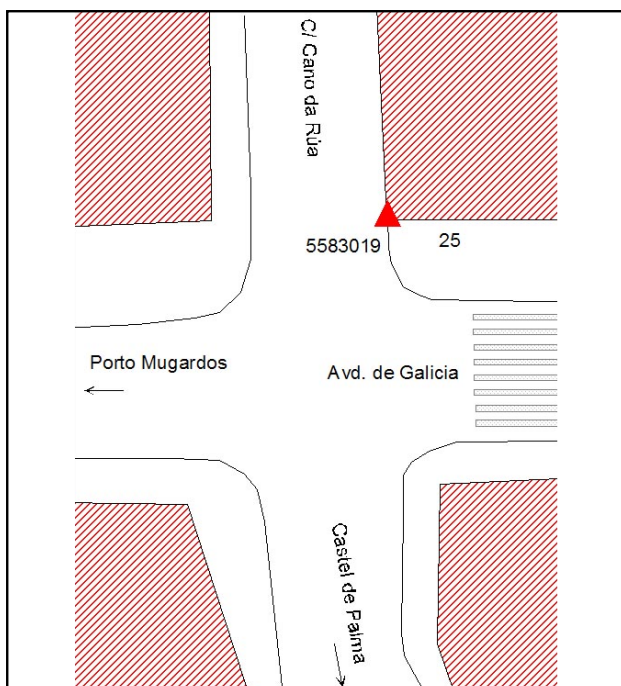 C/ Cano da Rúa
5583019
25
Porto Mugardos
Avd. de Galicia
Castel de Palma